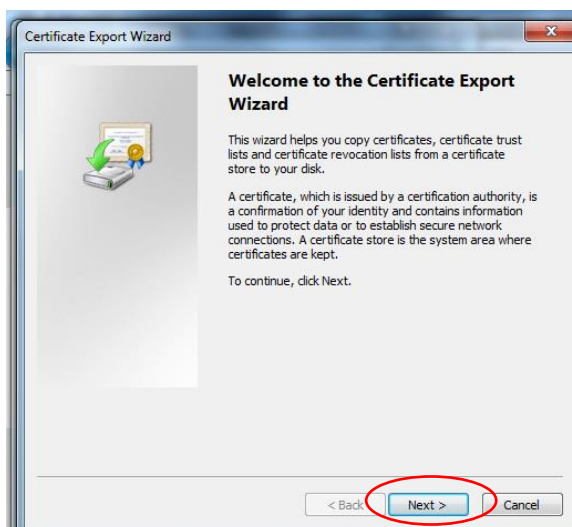 Certificate Export Wizard
Welcome to the Certificate Export
Wizard
This wizard helps you copy certificates, certificate trust
lists and certificate revocation lists from a certificate
store to your disk.
A certificate, which is issued by a certification authority, is
a confirmation of your identity and contains information
used to protect data or to establish secure network
connections. A certificate store is the system area where
certificates are kept.
To continue, click Next.
< Back Next > Cancel